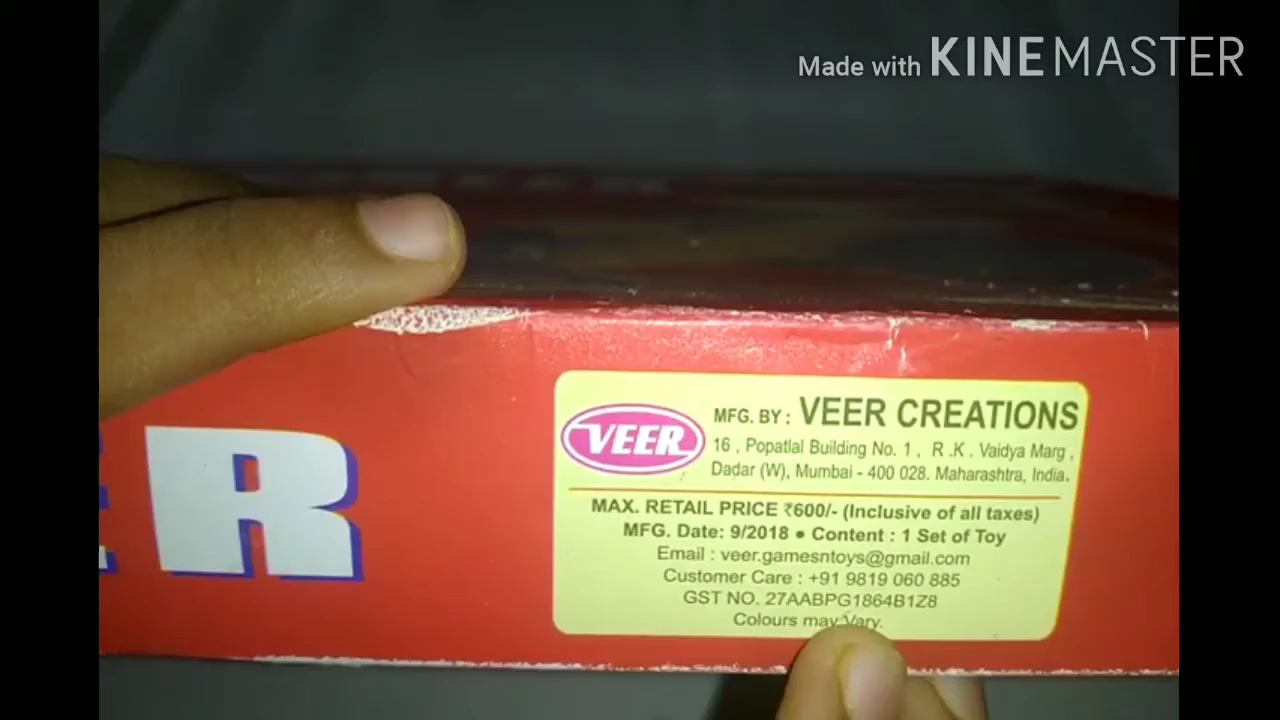 Made with KINEMASTER
R
VEER
MFG. BY : VEER CREATIONS
16 , Popatlal Building No. 1 , R .K . Vaidya Marg ,
Dadar (W), Mumbai - 400 028. Maharashtra, India.
MAX. RETAIL PRICE ₹600/- (Inclusive of all taxes)
MFG. Date: 9/2018 • Content : 1 Set of Toy
Email : veer.gamesntoys@gmail.com
Customer Care : +91 9819 060 885
GST NO. 27AABPG1864B1Z8
Colours may Vary.